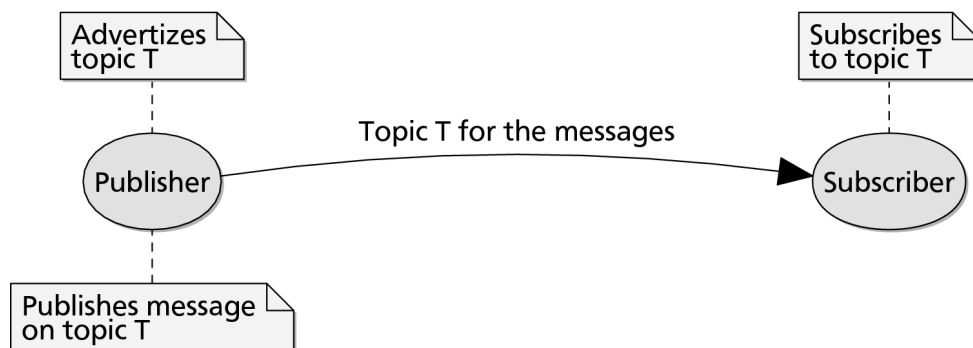 Advertizes
topic T
Subscribes
to topic T
Topic T for the messages
Publisher
Subscriber
Publishes message
on topic T